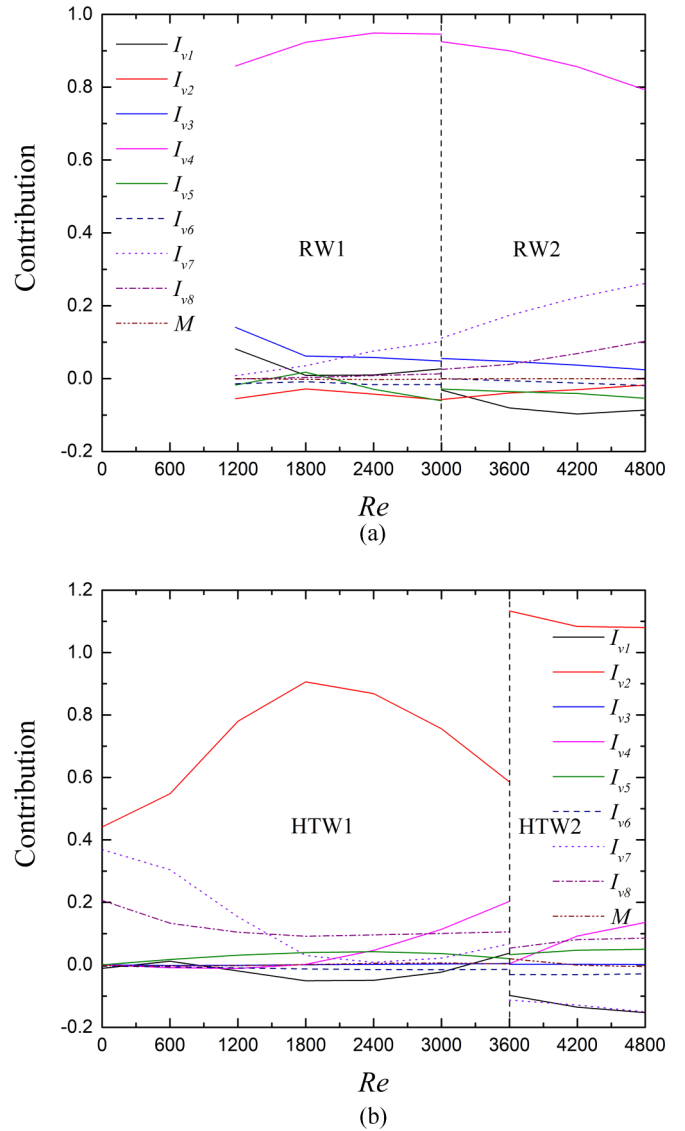 1.0
0.8
0.6
0.4
0.2
0.0
-0.2
Contribution
I_v1
I_v2
I_v3
I_v4
I_v5
I_v6
I_v7
I_v8
M
RW1
RW2
0 600 1200 1800 2400 3000 3600 4200 4800
Re
(a)
1.2
1.0
0.8
0.6
0.4
0.2
0.0
-0.2
Contribution
HTW1
HTW2
I_v1
I_v2
I_v3
I_v4
I_v5
I_v6
I_v7
I_v8
M
0 600 1200 1800 2400 3000 3600 4200 4800
Re
(b)